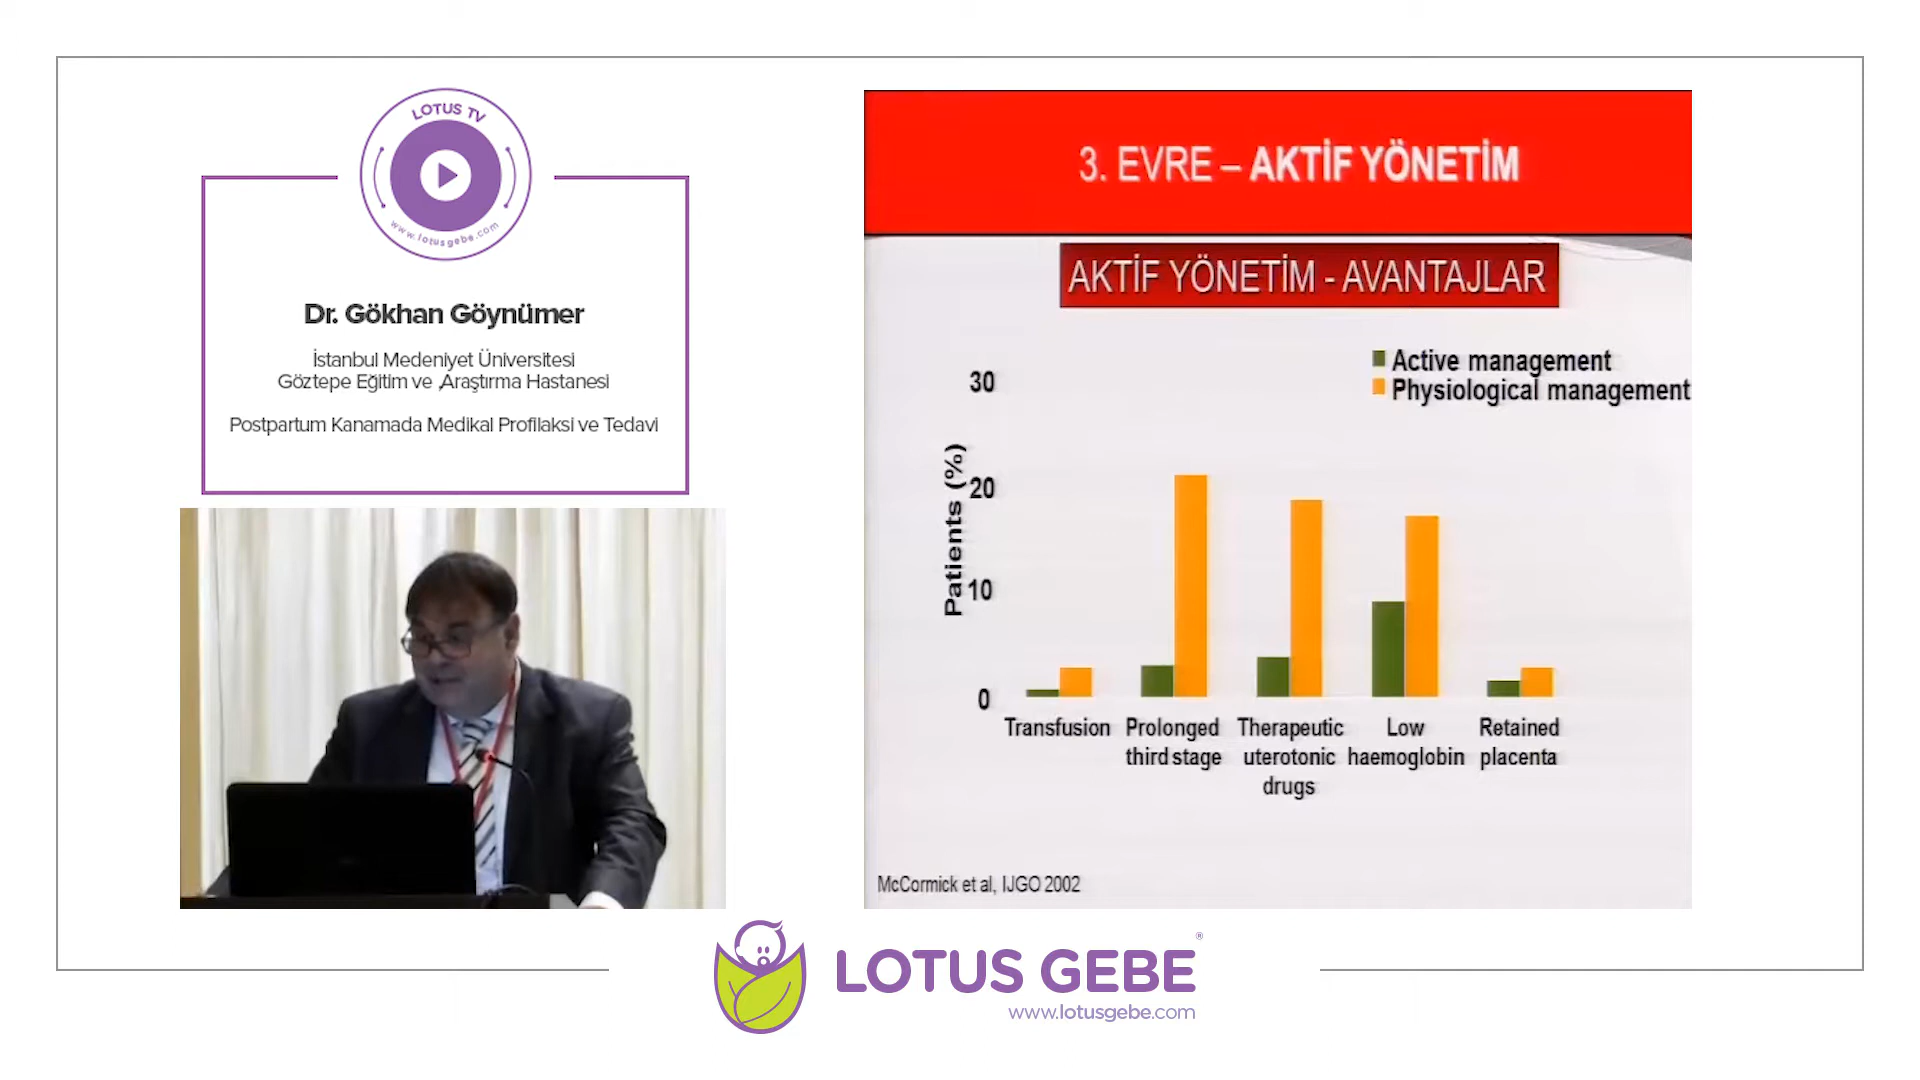 LOTUS TV
www.lotusgebe.com
Dr. Gökhan Göynümer
İstanbul Medeniyet Üniversitesi
Göztepe Eğitim ve ,Araştırma Hastanesi
Postpartum Kanamada Medikal Profilaksi ve Tedavi
3. EVRE – AKTİF YÖNETİM
AKTİF YÖNETİM - AVANTAJLAR
Active management
Physiological management
Patients (%)
30
20
10
0
Transfusion
Prolonged
third stage
Therapeutic
uterotonic
drugs
Low
haemoglobin
Retained
placenta
McCormick et al, IJGO 2002
LOTUS GEBE®
www.lotusgebe.com